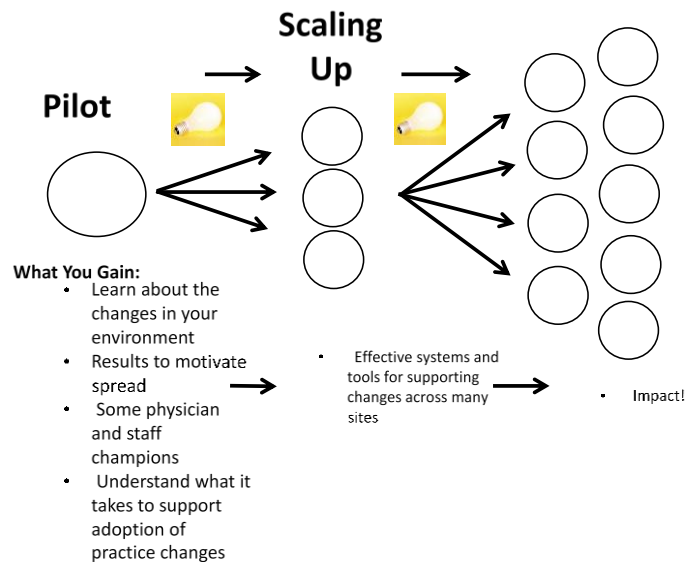 Scaling
Up
Pilot
What You Gain:
• Learn about the
changes in your
environment
• Results to motivate
spread
• Some physician
and staff
champions
• Understand what it
takes to support
adoption of
practice changes
• Effective systems and
tools for supporting
changes across many
sites
• Impact!